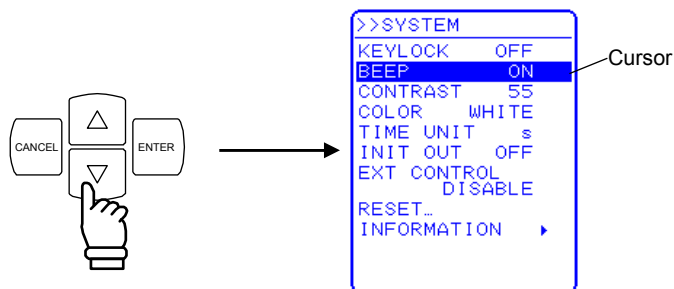 CANCEL
ENTER
>>SYSTEM
KEYLOCK OFF
BEEP ON
CONTRAST 55
COLOR WHITE
TIME UNIT s
INIT OUT OFF
EXT CONTROL
DISABLE
RESET…
INFORMATION
Cursor